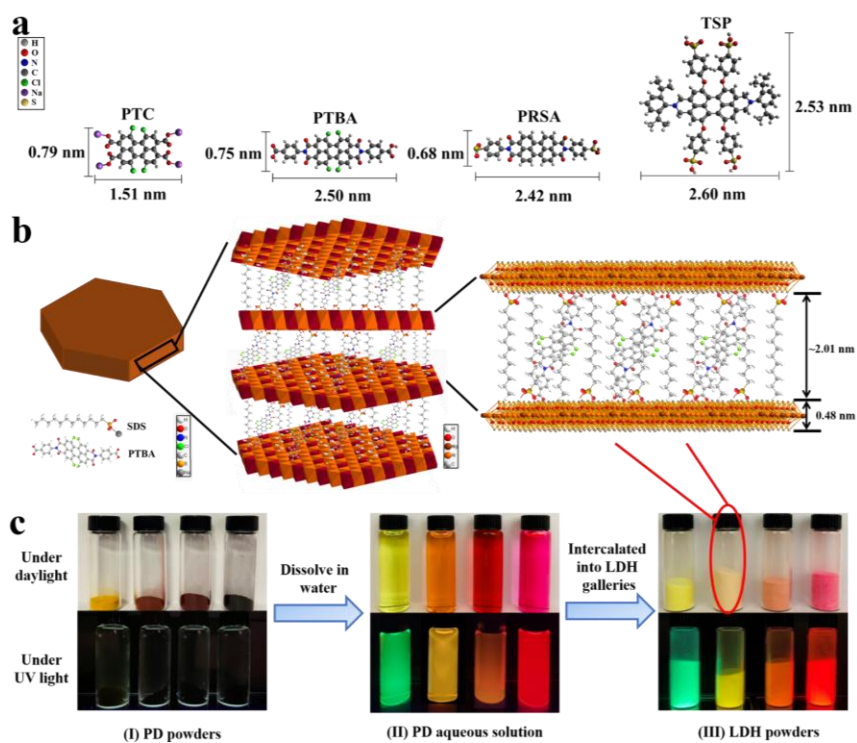 a
H
O
N
C
Cl
Na
S
PTC
0.79 nm
1.51 nm
PTBA
0.75 nm
2.50 nm
PRSA
0.68 nm
2.42 nm
TSP
2.53 nm
2.60 nm
b
SDS
PTBA
~2.01 nm
0.48 nm
c
Under
daylight
Under
UV light
Dissolve in
water
Intercalated
into LDH
galleries
(I) PD powders
(II) PD aqueous solution
(III) LDH powders